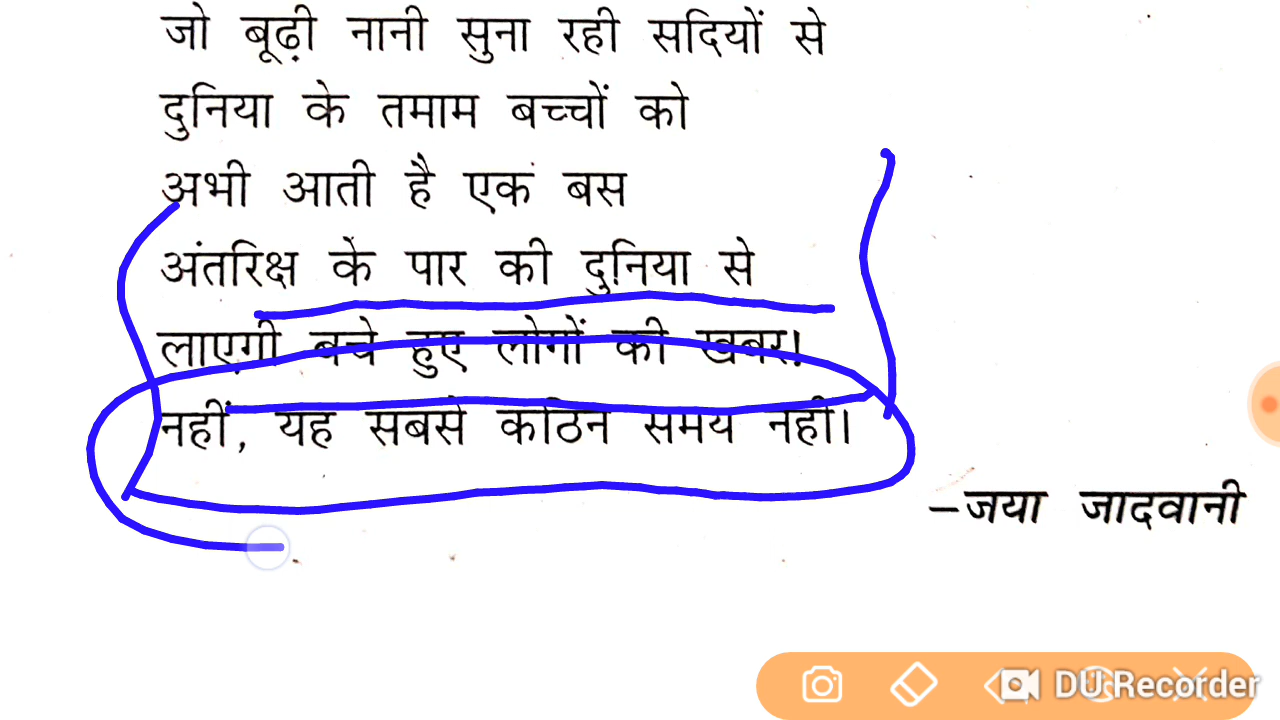 जो बूढ़ी नानी सुना रही सदियों से
दुनिया के तमाम बच्चों को
अभी आती है एक बस
अंतरिक्ष के पार की दुनिया से
लाएगी बचे हुए लोगों की खबर!
नहीं, यह सबसे कठिन समय नहीं।
–जया जादवानी
DU Recorder